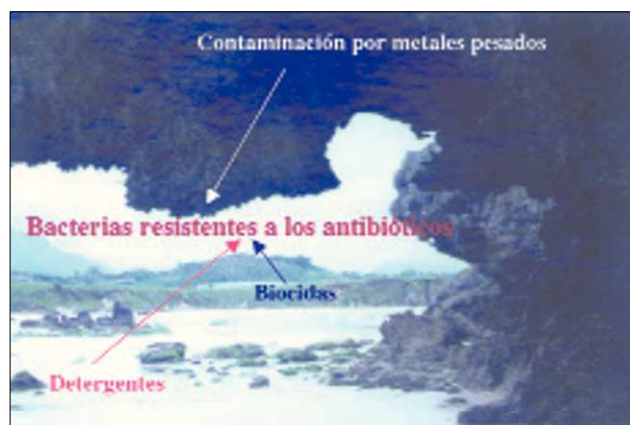 Contaminación por metales pesados
Bacterias resistentes a los antibióticos
Biocidas
Detergentes